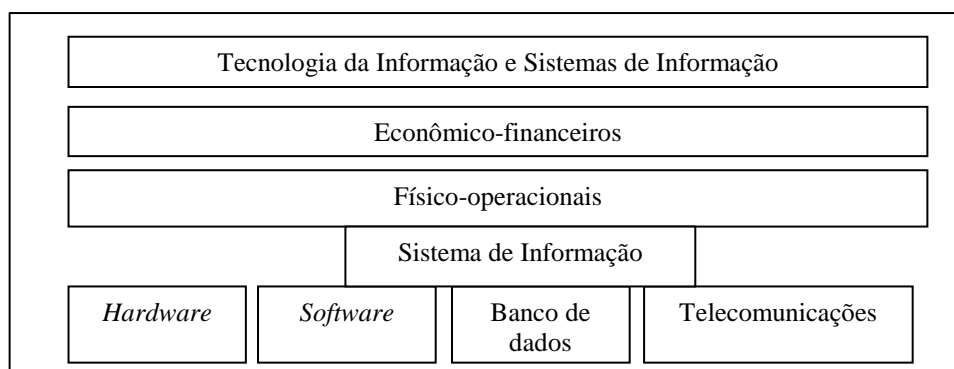 Tecnologia da Informação e Sistemas de Informação
Econômico-financeiros
Físico-operacionais
Sistema de Informação
Hardware
Software
Banco de
dados
Telecomunicações